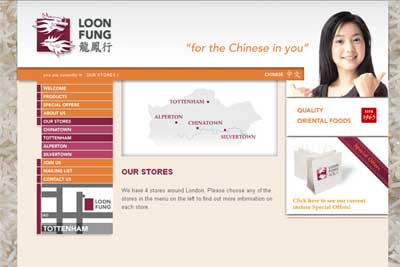 LOON
FUNG
龍鳳行
"for the Chinese in you"
you are currently in : OUR STORES /
CHINESE 中文
WELCOME
PRODUCTS
SPECIAL OFFERS
ABOUT US
OUR STORES
CHINATOWN
TOTTENHAM
ALPERTON
SILVERTOWN
JOIN US
MAILING LIST
CONTACT US
LOON
FUNG
TOTTENHAM
TOTTENHAM
ALPERTON
CHINATOWN
SILVERTOWN
OUR STORES
We have 4 stores around London. Please choose any of the
stores in the menu on the left to find out more information on
each store.
QUALITY
ORIENTAL FOODS
1965
Special Offers
Click here to see our current
instore Special Offers!